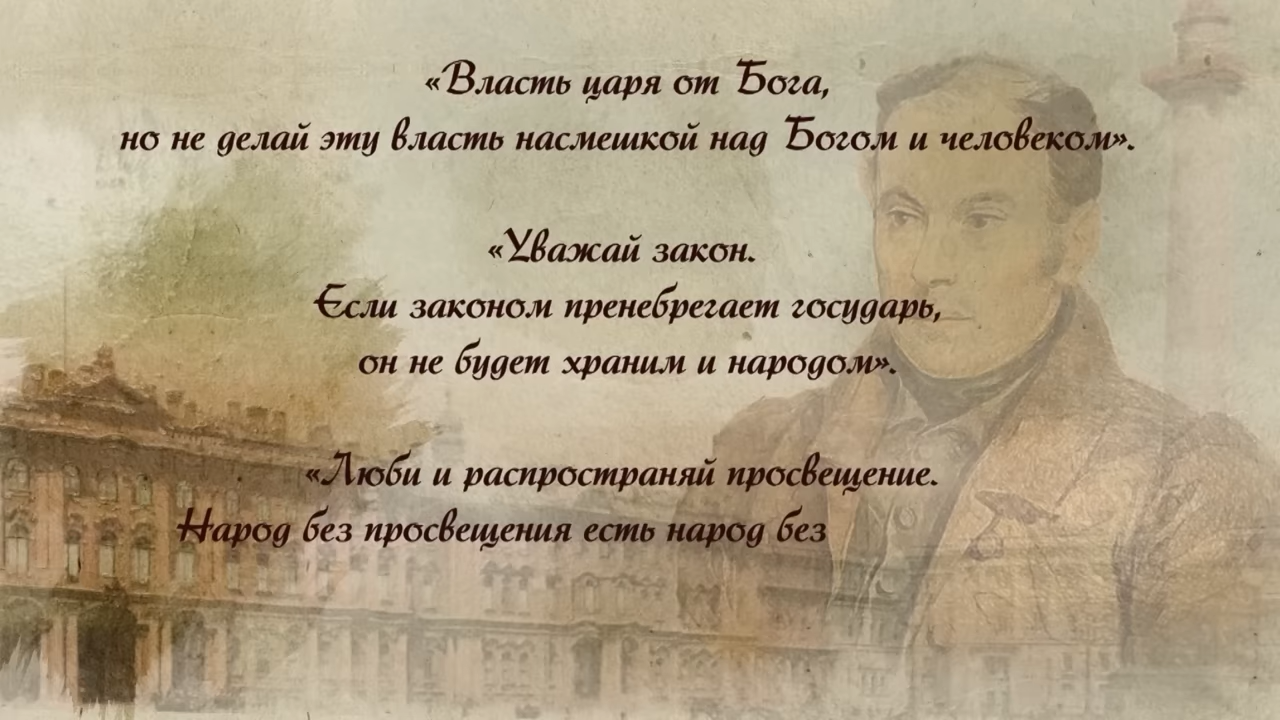 «Власть царя от Бога,
но не делай эту власть насмешкой над Богом и человеком».
«Уважай закон.
Если законом пренебрегает государь,
он не будет храним и народом».
«Люби и распространяй просвещение.
Народ без просвещения есть народ без